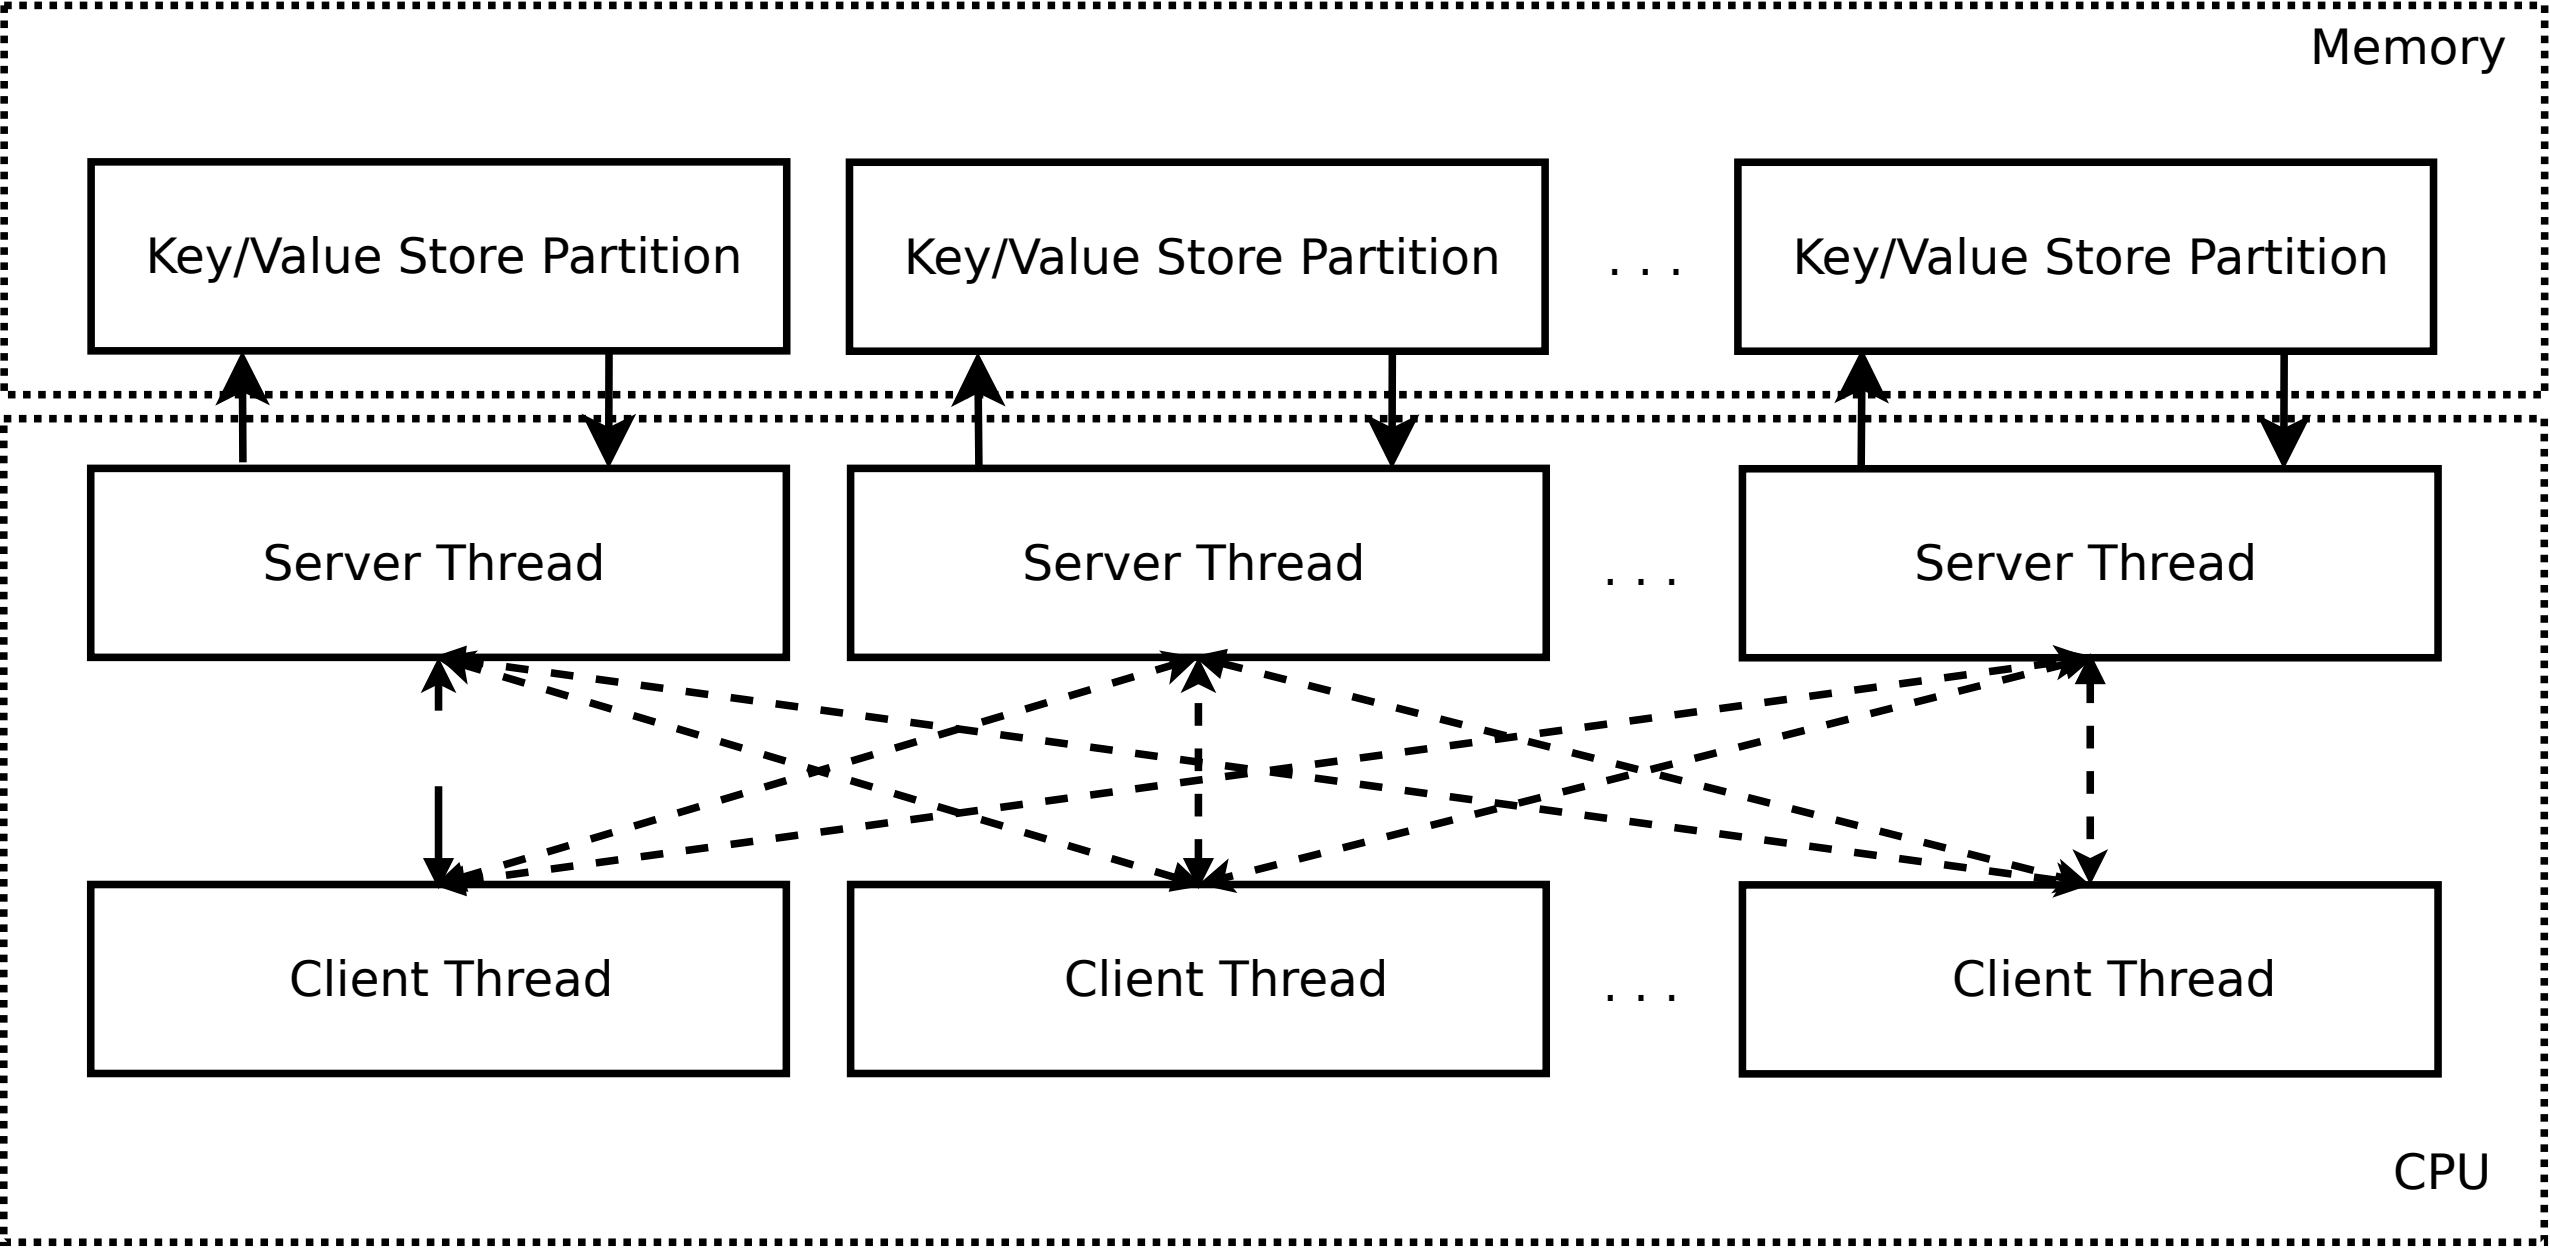 Memory
Key/Value Store Partition
Key/Value Store Partition
. . .
Key/Value Store Partition
Server Thread
Server Thread
. . .
Server Thread
Client Thread
Client Thread
. . .
Client Thread
CPU